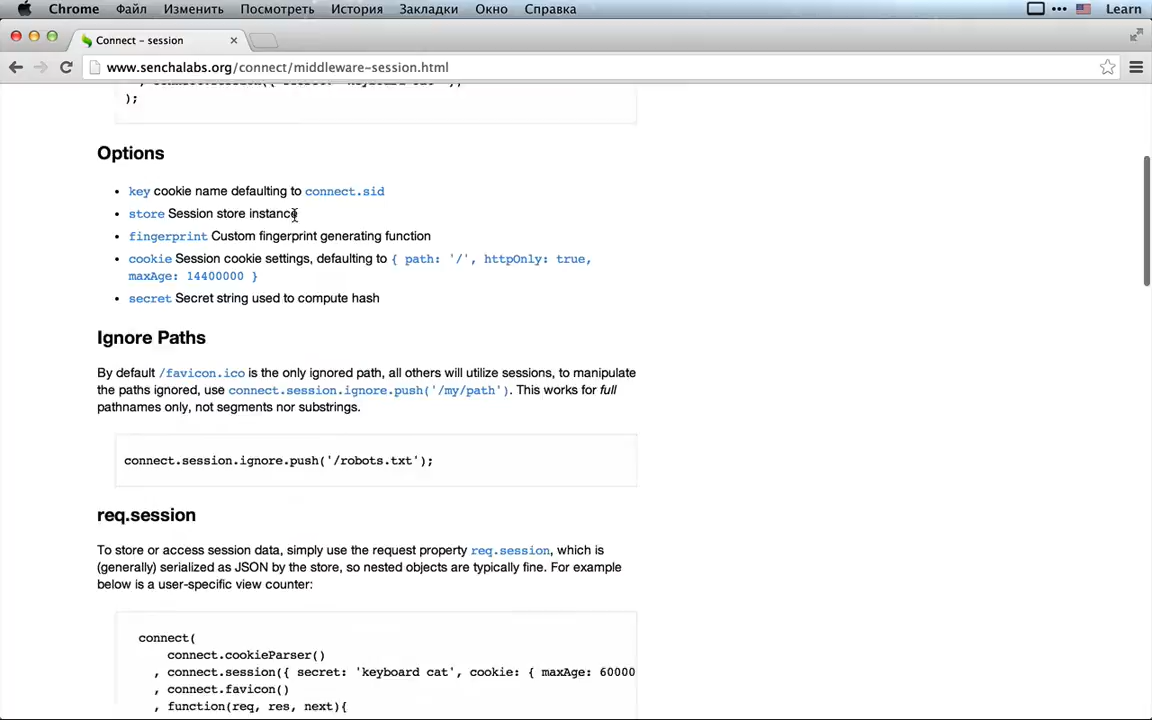 Chrome Файл Изменить Посмотреть История Закладки Окно Справка Learn
Connect – session
www.senchalabs.org/connect/middleware-session.html
);
Options
• key cookie name defaulting to connect.sid
• store Session store instance
• fingerprint Custom fingerprint generating function
• cookie Session cookie settings, defaulting to { path: '/', httpOnly: true,
maxAge: 14400000 }
• secret Secret string used to compute hash
Ignore Paths
By default /favicon.ico is the only ignored path, all others will utilize sessions, to manipulate
the paths ignored, use connect.session.ignore.push('/my/path'). This works for full
pathnames only, not segments nor substrings.
connect.session.ignore.push('/robots.txt');
req.session
To store or access session data, simply use the request property req.session, which is
(generally) serialized as JSON by the store, so nested objects are typically fine. For example
below is a user-specific view counter:
connect(
connect.cookieParser()
, connect.session({ secret: 'keyboard cat', cookie: { maxAge: 60000
, connect.favicon()
, function(req, res, next){